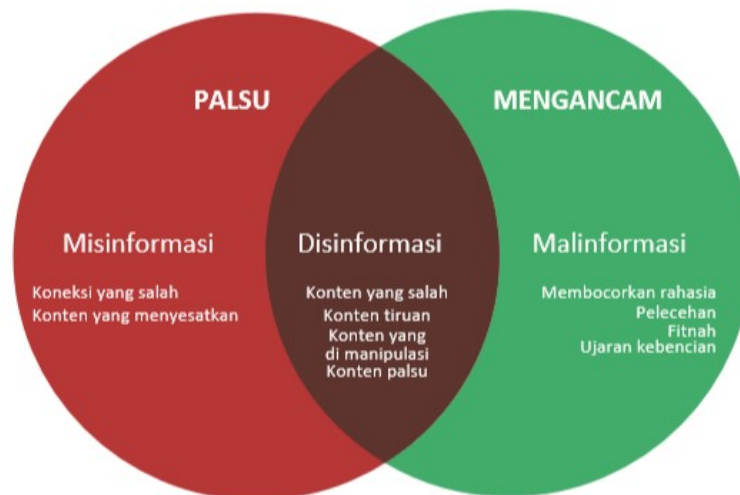 PALSU
MENGANCAM
Misinformasi
Koneksi yang salah
Konten yang menyesatkan
Disinformasi
Konten yang salah
Konten tiruan
Konten yang
di manipulasi
Konten palsu
Malinformasi
Membocorkan rahasia
Pelecehan
Fitnah
Ujaran kebencian